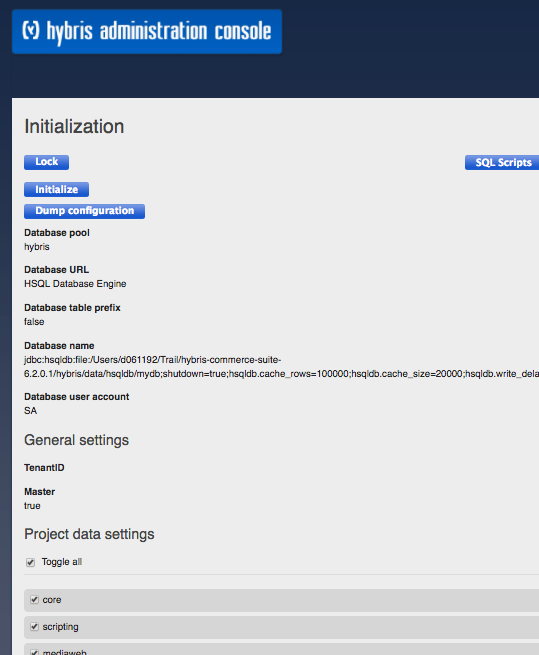 (y) hybris administration console
Initialization
Lock
SQL Scripts
Initialize
Dump configuration
Database pool
hybris
Database URL
HSQL Database Engine
Database table prefix
false
Database name
jdbc:hsqldb:file:/Users/d061192/Trail/hybris-commerce-suite-
6.2.0.1/hybris/data/hsqldb/mydb;shutdown=true;hsqldb.cache_rows=100000;hsqldb.cache_size=20000;hsqldb.write_dela
Database user account
SA
General settings
TenantID
Master
true
Project data settings
Toggle all
core
scripting
mediaweb